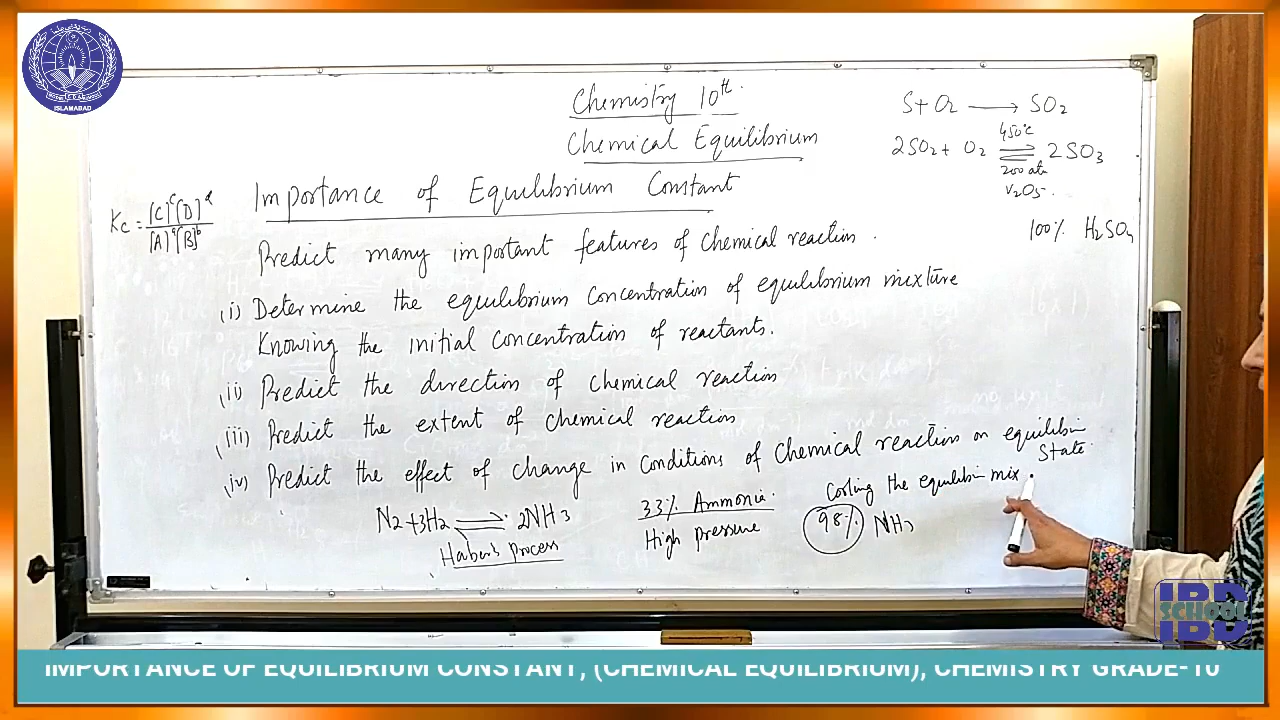 ISLAMABAD
Chemistry 10th.
Chemical Equilibrium
S + O2 → SO2
450°C
2SO2 + O2 ⇌ 2SO3
200 atm
V2O5.
100% H2SO4
Importance of Equilibrium Constant
Kc = [C]^c [D]^d / [A]^a [B]^b
Predict many important features of chemical reaction.
(i) Determine the equilibrium concentration of equilibrium mixture
Knowing the initial concentration of reactants.
(ii) Predict the direction of chemical reaction
(iii) Predict the extent of chemical reaction
(iv) Predict the effect of change in conditions of chemical reaction on equilibrium
State.
N2 + 3H2 ⇌ 2NH3
Haber's process
33% Ammonia.
High pressure
Cooling the equilibrium mix.
98% NH3
IBD
SCHOOL
IMPORTANCE OF EQUILIBRIUM CONSTANT, (CHEMICAL EQUILIBRIUM), CHEMISTRY GRADE-10